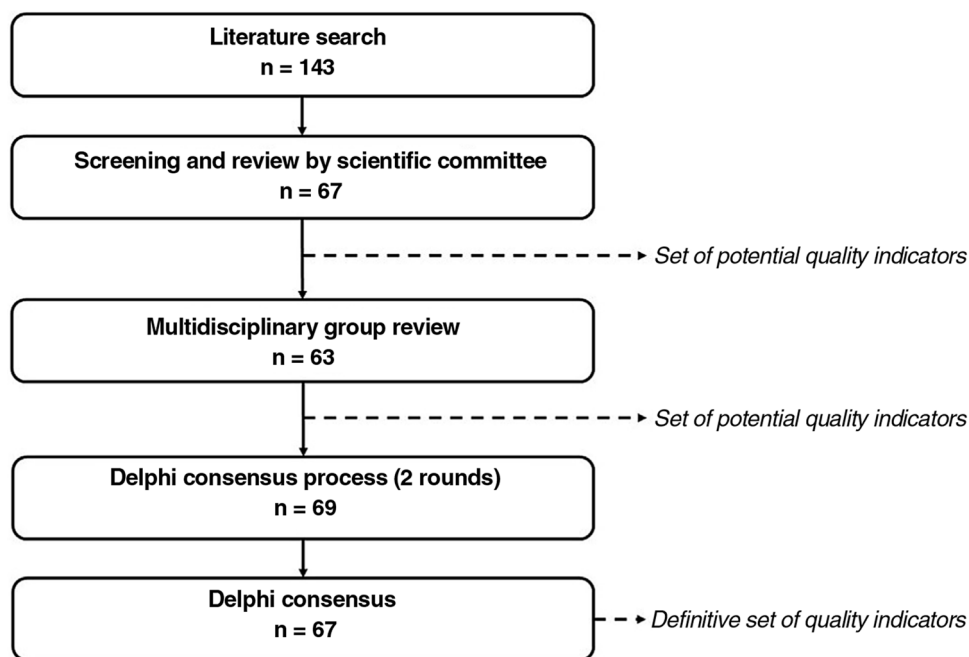 Literature search
n = 143
Screening and review by scientific committee
n = 67
Set of potential quality indicators
Multidisciplinary group review
n = 63
Set of potential quality indicators
Delphi consensus process (2 rounds)
n = 69
Delphi consensus
n = 67
Definitive set of quality indicators